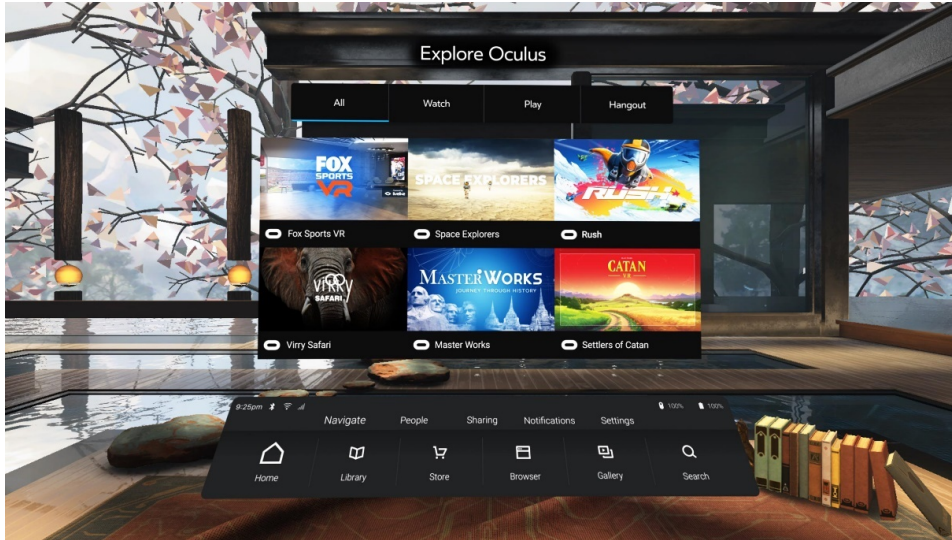 Explore Oculus
All Watch Play Hangout
FOX
SPORTS
VR
SPACE EXPLORERS
RUSH
Fox Sports VR Space Explorers Rush
VIRRY
SAFARI
MASTERWORKS
JOURNEY THROUGH HISTORY
CATAN
VR
Virry Safari Master Works Settlers of Catan
9:25pm 100% 100%
Navigate People Sharing Notifications Settings
Home Library Store Browser Gallery Search